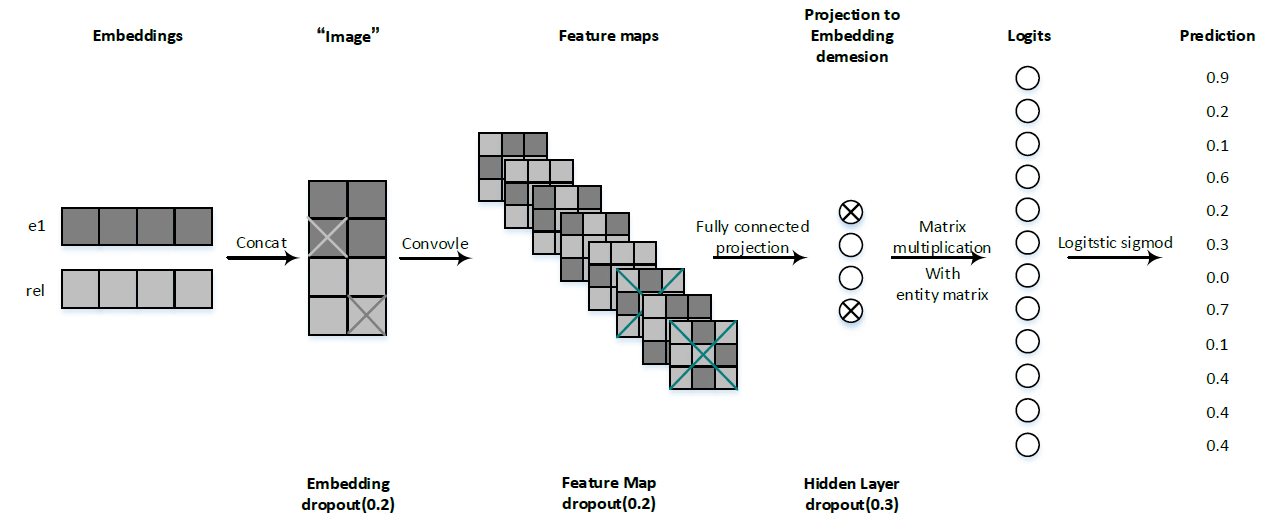 Embeddings
“Image”
Feature maps
Projection to
Embedding
demesion
Logits
Prediction
e1
rel
Concat
Convovle
Fully connected
projection
Matrix
multiplication
With
entity matrix
Logitstic sigmod
0.9
0.2
0.1
0.6
0.2
0.3
0.0
0.7
0.1
0.4
0.4
0.4
Embedding
dropout(0.2)
Feature Map
dropout(0.2)
Hidden Layer
dropout(0.3)